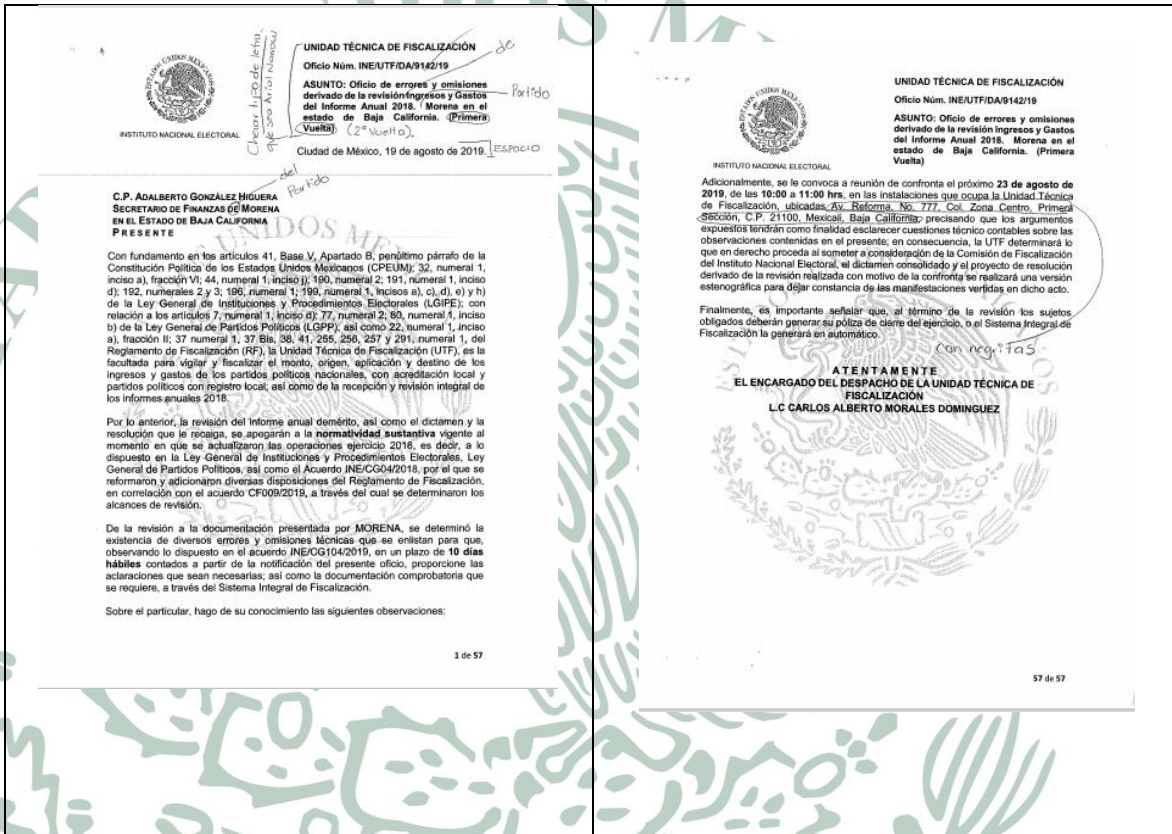 Checar tipo de letra,
que sea Arial Narrow
UNIDAD TÉCNICA DE FISCALIZACIÓN
de
Oficio Núm. INE/UTF/DA/9142/19
ASUNTO: Oficio de errores y omisiones
derivado de la revisión Ingresos y Gastos
Partido
del Informe Anual 2018. Morena en el
estado de Baja California. (Primera
Vuelta)
(2ª Vuelta).
INSTITUTO NACIONAL ELECTORAL
Ciudad de México, 19 de agosto de 2019.
ESPACIO
del
Partido
C.P. ADALBERTO GONZÁLEZ HIGUERA
SECRETARIO DE FINANZAS DE MORENA
EN EL ESTADO DE BAJA CALIFORNIA
P R E S E N T E
Con fundamento en los artículos 41, Base V, Apartado B, penúltimo párrafo de la
Constitución Política de los Estados Unidos Mexicanos (CPEUM); 32, numeral 1,
inciso a), fracción VI; 44, numeral 1, inciso j); 190, numeral 2; 191, numeral 1, inciso
d); 192, numerales 2 y 3; 196, numeral 1; 199, numeral 1, incisos a), c), d), e) y h)
de la Ley General de Instituciones y Procedimientos Electorales (LGIPE); con
relación a los artículos 7, numeral 1, inciso d); 77, numeral 2; 80, numeral 1, inciso
b) de la Ley General de Partidos Políticos (LGPP); así como 22, numeral 1, inciso
a), fracción II; 37 numeral 1, 37 Bis, 38, 41, 255, 256, 257 y 291, numeral 1, del
Reglamento de Fiscalización (RF), la Unidad Técnica de Fiscalización (UTF), es la
facultada para vigilar y fiscalizar el monto, origen, aplicación y destino de los
ingresos y gastos de los partidos políticos nacionales, con acreditación local y
partidos políticos con registro local; así como de la recepción y revisión integral de
los informes anuales 2018.
Por lo anterior, la revisión del Informe anual demérito, así como el dictamen y la
resolución que le recaiga, se apegarán a la normatividad sustantiva vigente al
momento en que se actualizaron las operaciones ejercicio 2018, es decir, a lo
dispuesto en la Ley General de Instituciones y Procedimientos Electorales, Ley
General de Partidos Políticos, así como el Acuerdo INE/CG04/2018, por el que se
reformaron y adicionaron diversas disposiciones del Reglamento de Fiscalización,
en correlación con el acuerdo CF009/2019, a través del cual se determinaron los
alcances de revisión.
De la revisión a la documentación presentada por MORENA, se determinó la
existencia de diversos errores y omisiones técnicas que se enlistan para que,
observando lo dispuesto en el acuerdo INE/CG104/2019, en un plazo de 10 días
hábiles contados a partir de la notificación del presente oficio, proporcione las
aclaraciones que sean necesarias; así como la documentación comprobatoria que
se requiere, a través del Sistema Integral de Fiscalización.
Sobre el particular, hago de su conocimiento las siguientes observaciones:
1 de 57
UNIDAD TÉCNICA DE FISCALIZACIÓN
Oficio Núm. INE/UTF/DA/9142/19
ASUNTO: Oficio de errores y omisiones
derivado de la revisión Ingresos y Gastos
del Informe Anual 2018. Morena en el
estado de Baja California. (Primera
Vuelta)
INSTITUTO NACIONAL ELECTORAL
Adicionalmente, se le convoca a reunión de confronta el próximo 23 de agosto de
2019, de las 10:00 a 11:00 hrs, en las instalaciones que ocupa la Unidad Técnica
de Fiscalización, ubicadas Av. Reforma, No. 777, Col. Zona Centro, Primera
Sección, C.P. 21100, Mexicali, Baja California, precisando que los argumentos
expuestos tendrán como finalidad esclarecer cuestiones técnico contables sobre las
observaciones contenidas en el presente; en consecuencia, la UTF determinará lo
que en derecho proceda al someter a consideración de la Comisión de Fiscalización
del Instituto Nacional Electoral, el dictamen consolidado y el proyecto de resolución
derivado de la revisión realizada con motivo de la confronta se realizará una versión
estenográfica para dejar constancia de las manifestaciones vertidas en dicho acto.
Finalmente, es importante señalar que, al término de la revisión los sujetos
obligados deberán generar su póliza de cierre del ejercicio, o el Sistema Integral de
Fiscalización la generará en automático.
con negritas
A T E N T A M E N T E
EL ENCARGADO DEL DESPACHO DE LA UNIDAD TÉCNICA DE
FISCALIZACIÓN
L.C CARLOS ALBERTO MORALES DOMINGUEZ
57 de 57